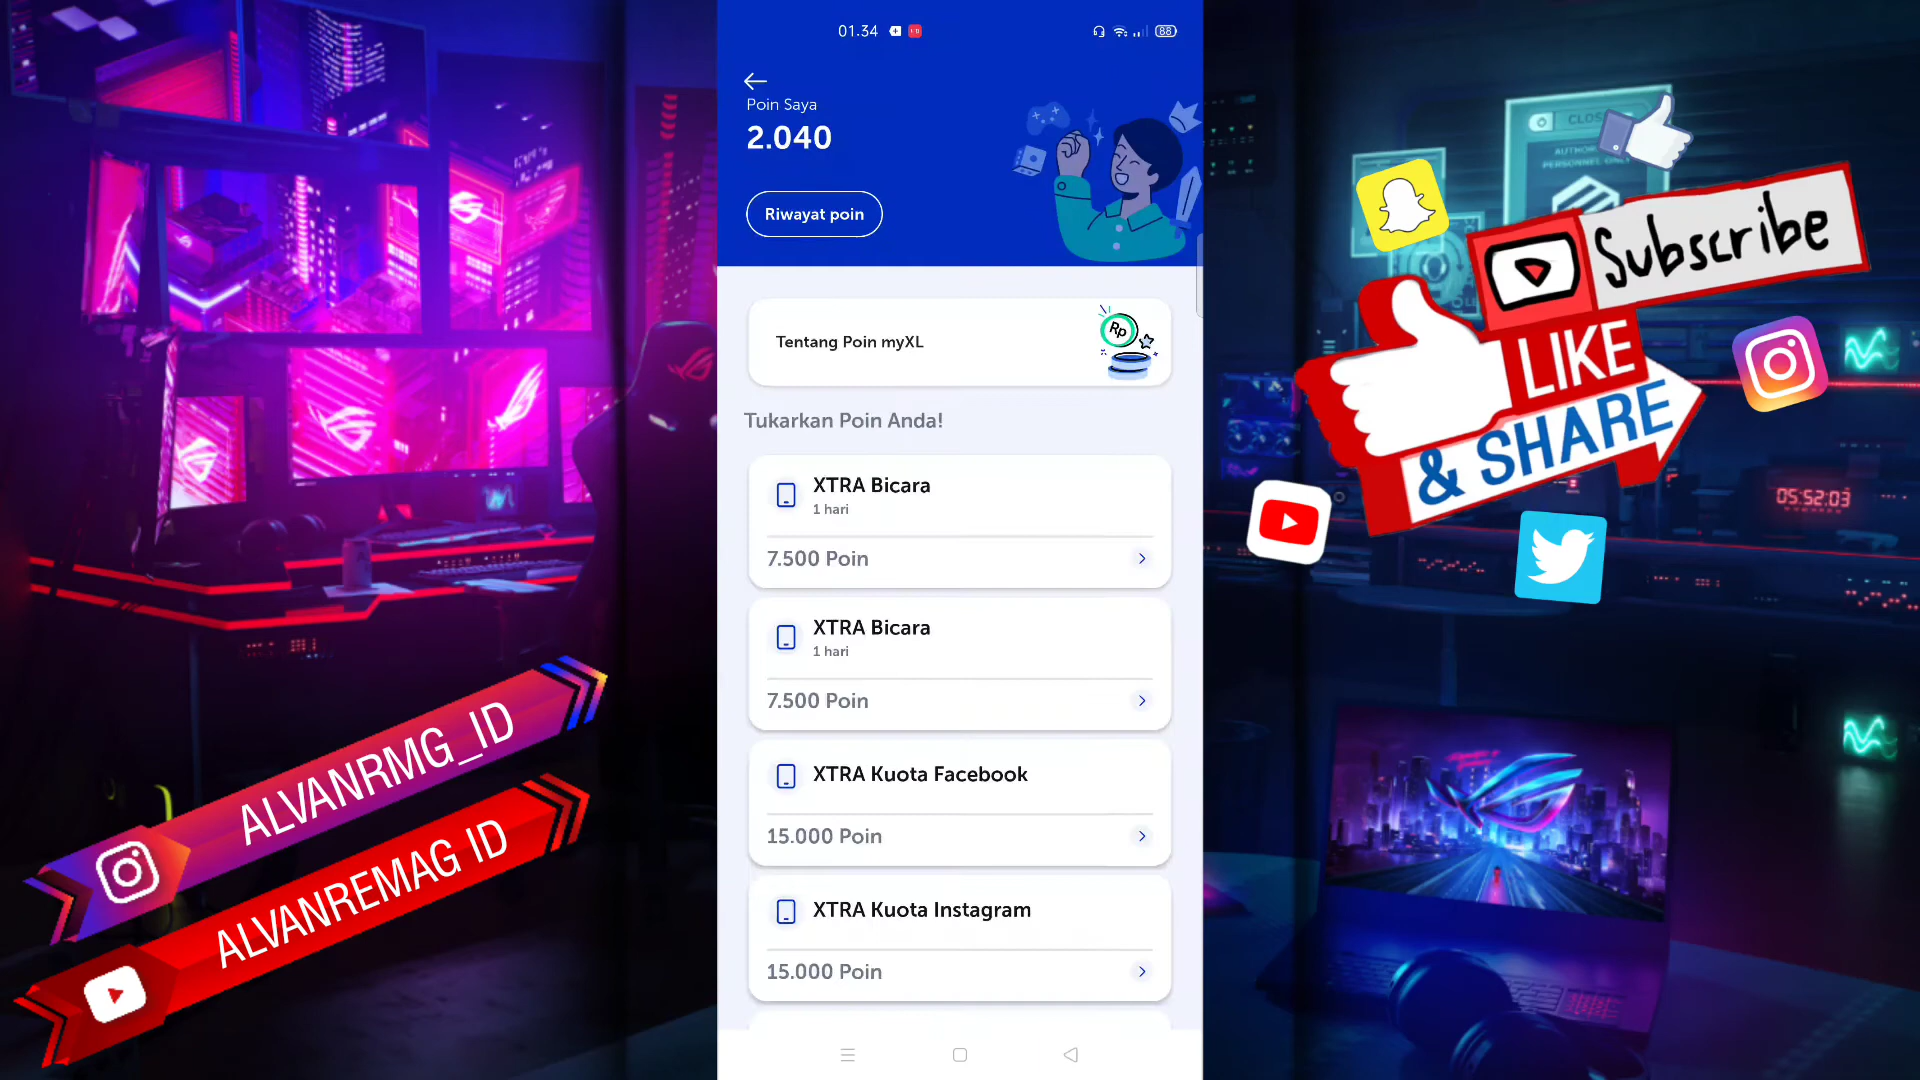 01.34
88
Poin Saya
2.040
Riwayat poin
Rp
Tentang Poin myXL
Tukarkan Poin Anda!
XTRA Bicara
1 hari
7.500 Poin
XTRA Bicara
1 hari
7.500 Poin
XTRA Kuota Facebook
15.000 Poin
XTRA Kuota Instagram
15.000 Poin
ALVANRMG_ID
ALVANREMAG ID
Subscribe
LIKE
& SHARE
05:52:03